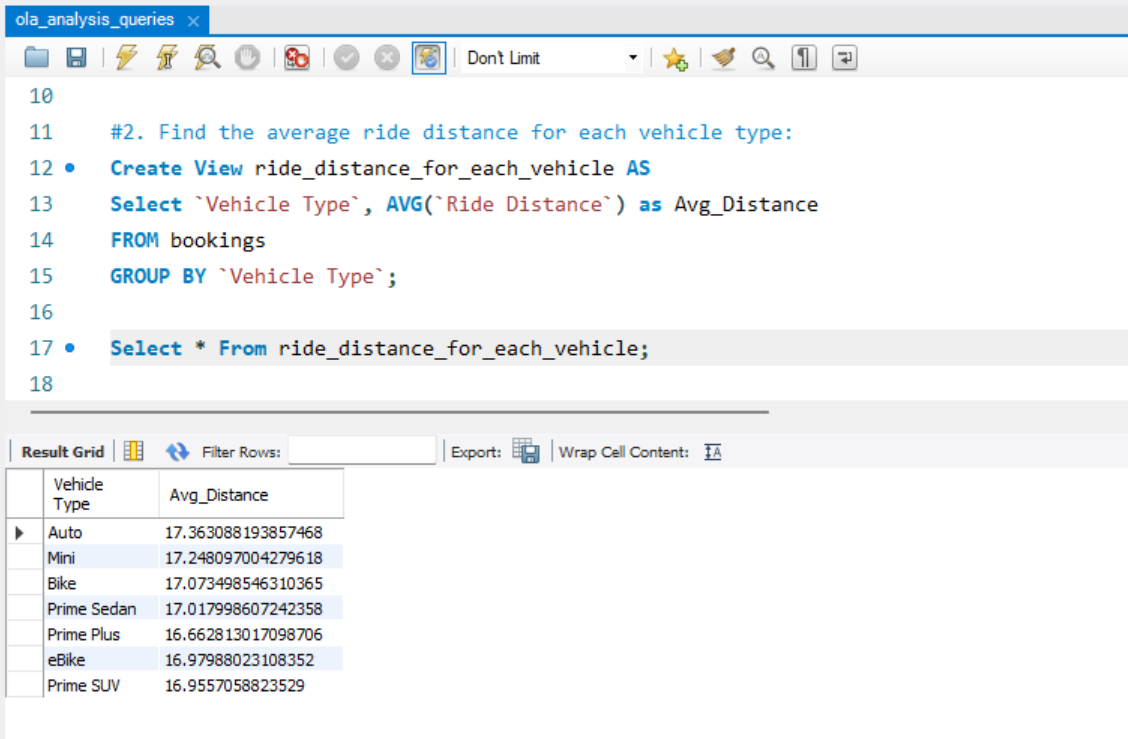 ola_analysis_queries ×
Don't Limit
10
11 #2. Find the average ride distance for each vehicle type:
12 Create View ride_distance_for_each_vehicle AS
13 Select `Vehicle Type`, AVG(`Ride Distance`) as Avg_Distance
14 FROM bookings
15 GROUP BY `Vehicle Type`;
16
17 Select * From ride_distance_for_each_vehicle;
18
Result Grid Filter Rows: Export: Wrap Cell Content:
Vehicle
Type Avg_Distance
Auto 17.363088193857468
Mini 17.248097004279618
Bike 17.073498546310365
Prime Sedan 17.017998607242358
Prime Plus 16.662813017098706
eBike 16.97988023108352
Prime SUV 16.9557058823529